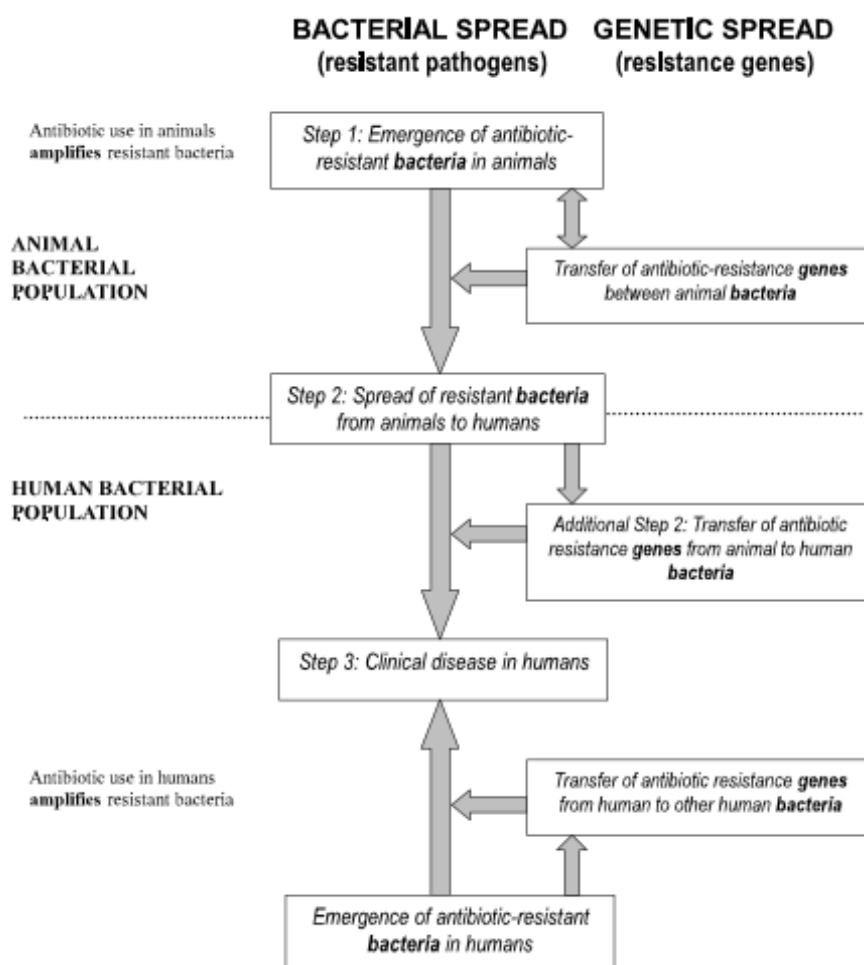 BACTERIAL SPREAD
(resistant pathogens)
GENETIC SPREAD
(resistance genes)
Antibiotic use in animals
amplifies resistant bacteria
Step 1: Emergence of antibiotic-
resistant bacteria in animals
ANIMAL
BACTERIAL
POPULATION
Transfer of antibiotic-resistance genes
between animal bacteria
Step 2: Spread of resistant bacteria
from animals to humans
HUMAN BACTERIAL
POPULATION
Additional Step 2: Transfer of antibiotic
resistance genes from animal to human
bacteria
Step 3: Clinical disease in humans
Antibiotic use in humans
amplifies resistant bacteria
Transfer of antibiotic resistance genes
from human to other human bacteria
Emergence of antibiotic-resistant
bacteria in humans